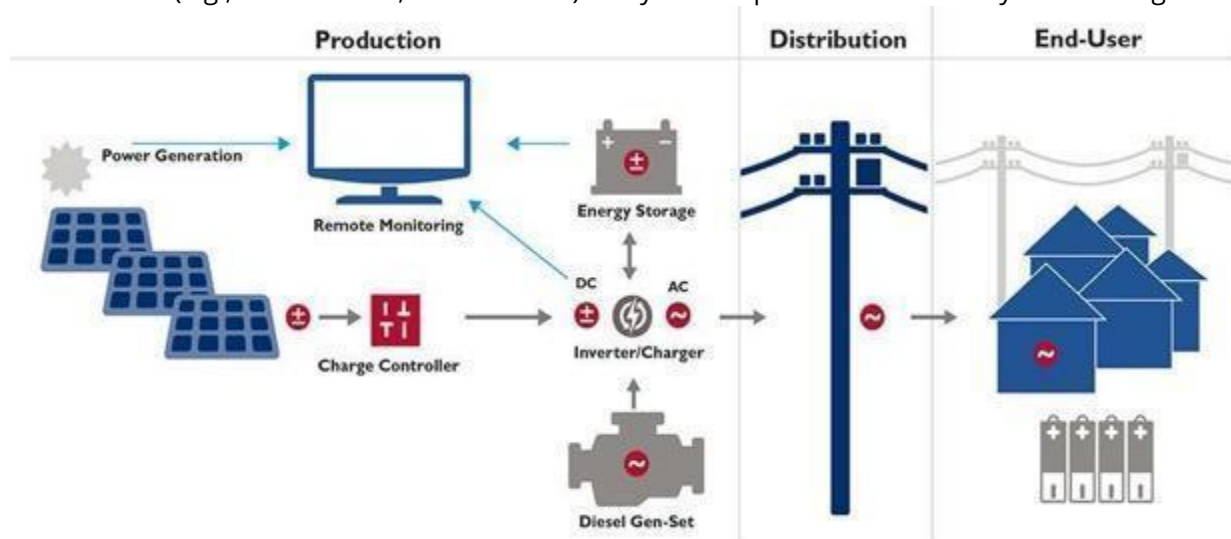 Production
Distribution
End-User
Power Generation
Remote Monitoring
+ −
±
Energy Storage
DC
AC
±
Charge Controller
±
~
Inverter/Charger
~
~
~
Diesel Gen-Set
+ + + +